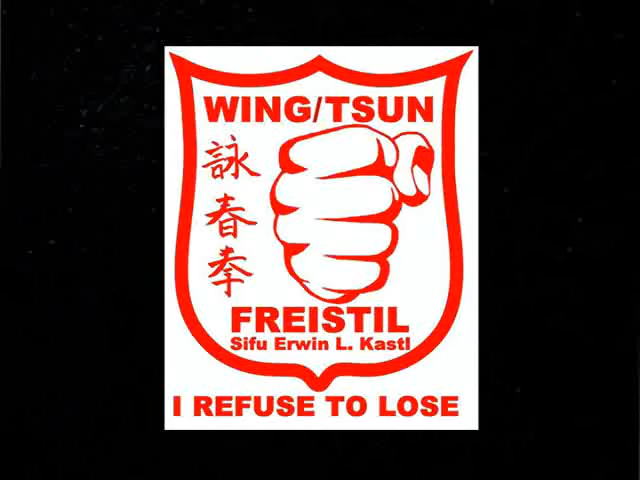 WING/TSUN
詠春拳
FREISTIL
Sifu Erwin L. Kastl
I REFUSE TO LOSE